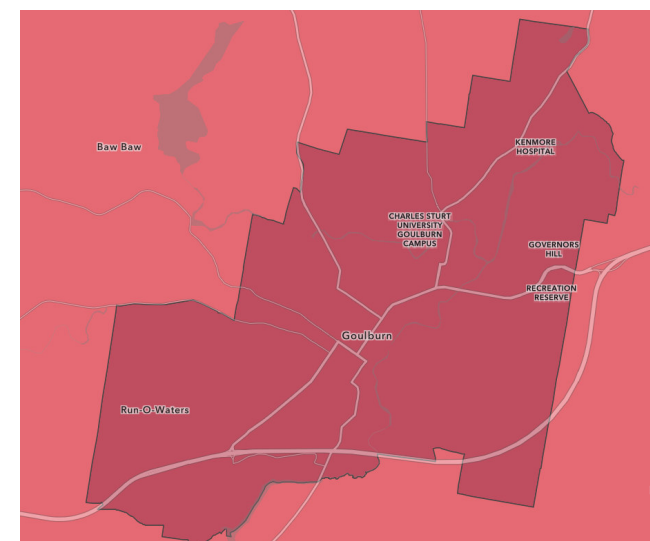 Baw Baw
KENMORE
HOSPITAL
CHARLES STURT
UNIVERSITY
GOULBURN
CAMPUS
GOVERNORS
HILL
RECREATION
RESERVE
Goulburn
Run-O'-Waters